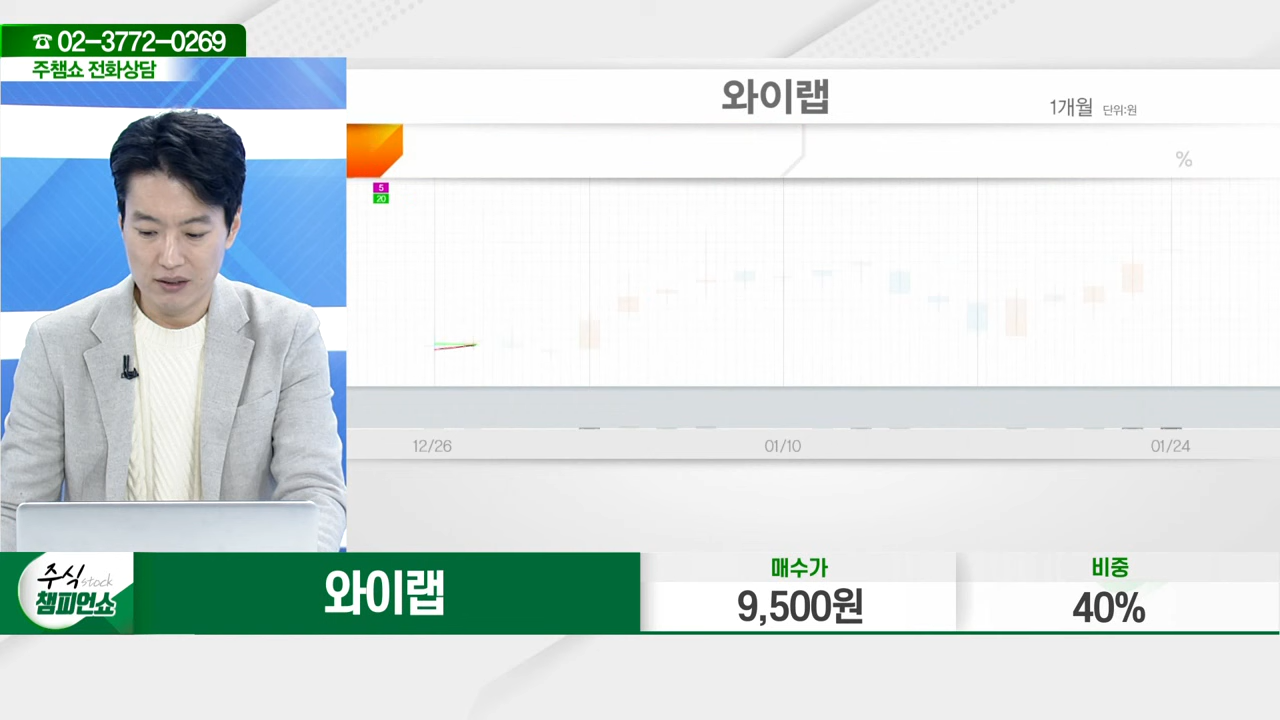 ☎ 02-3772-0269
주챔쇼 전화상담
와이랩
1개월 단위:원
%
5
20
12/26 01/10 01/24
주식 stock
챔피언쇼
와이랩
매수가
9,500원
비중
40%